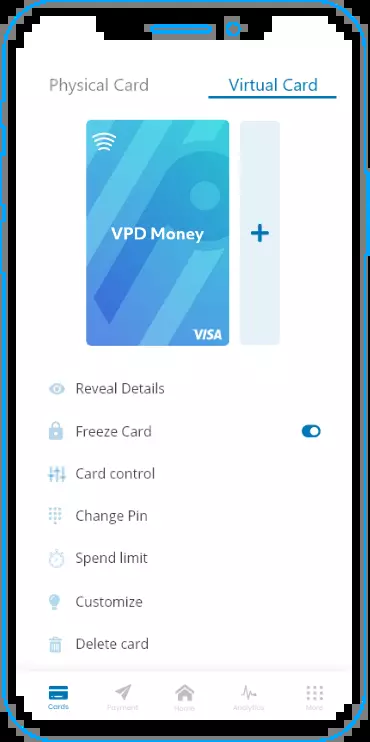 Physical Card Virtual Card
VPD Money
VISA
Reveal Details
Freeze Card
Card control
Change Pin
Spend limit
Customize
Delete card
Cards Payment Home Analytics More